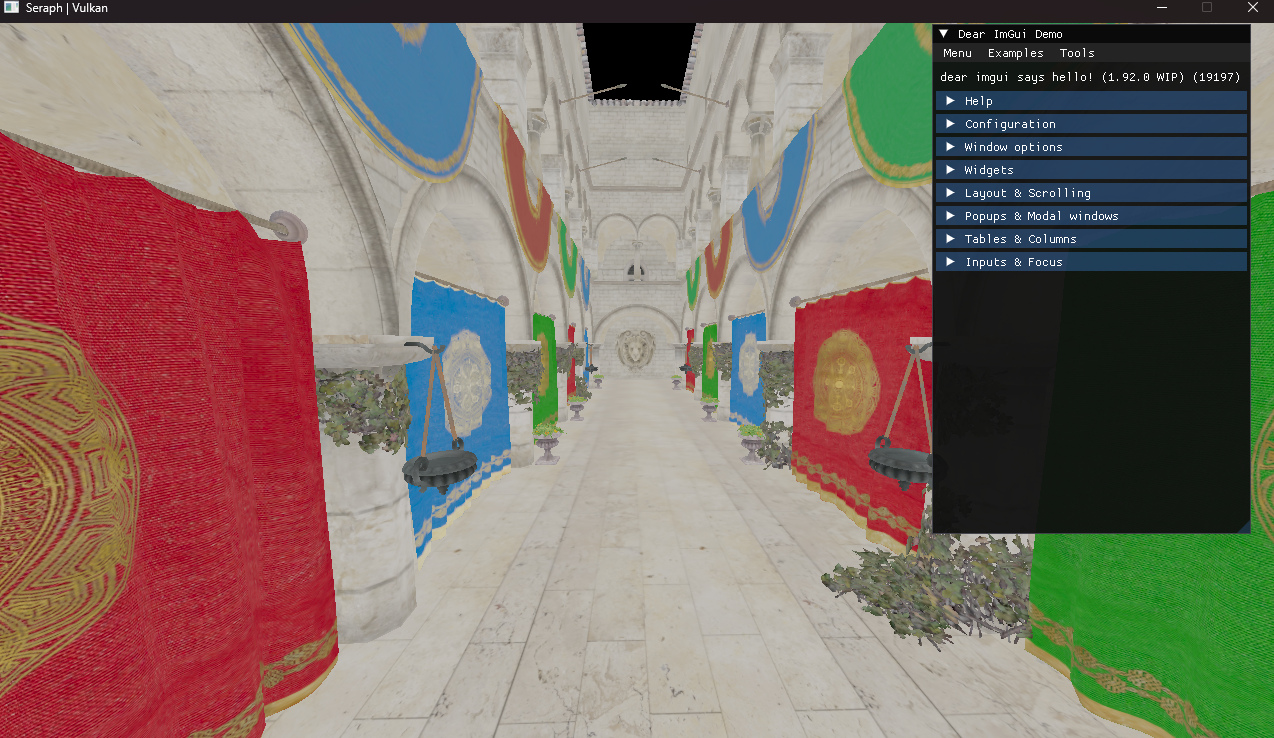 Seraph | Vulkan
Dear ImGui Demo
Menu Examples Tools
dear imgui says hello! (1.92.0 WIP) (19197)
Help
Configuration
Window options
Widgets
Layout & Scrolling
Popups & Modal windows
Tables & Columns
Inputs & Focus